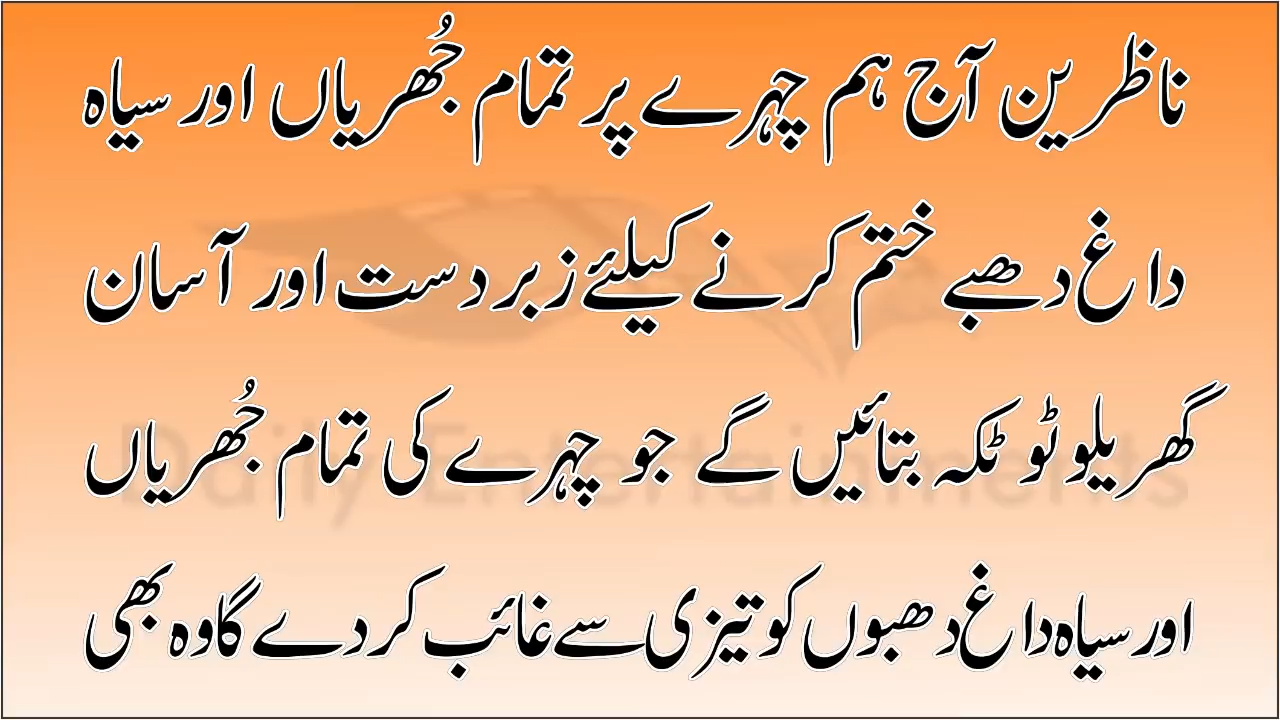 ناظرین آج ہم چہرے پر تمام جُھریاں اور سیاہ
داغ دھبے ختم کرنے کیلئے زبردست اور آسان
گھریلو ٹوٹکہ بتائیں گے جو چہرے کی تمام جُھریاں
اور سیاہ داغ دھبوں کو تیزی سے غائب کر دے گا وہ بھی
Daily Entertainments